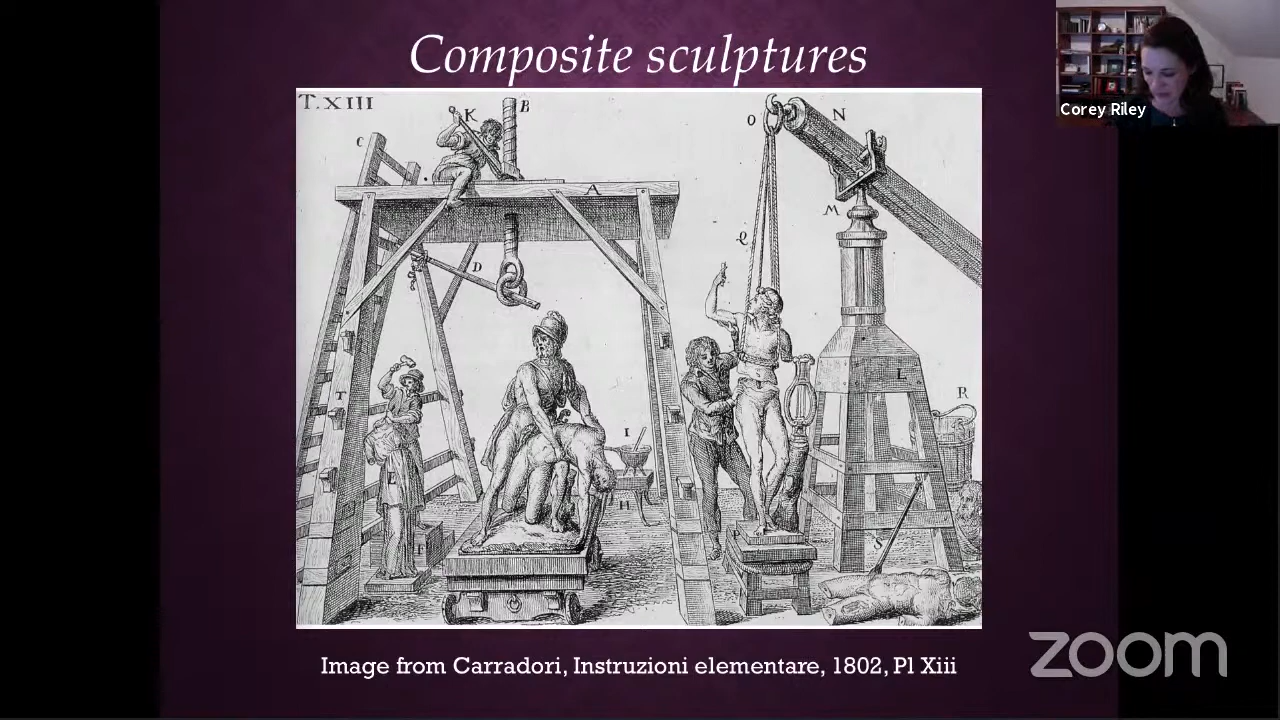 Composite sculptures
Corey Riley
T.XIII
K
B
C
O
N
A
M
Q
D
L
R
T
I
H
F
P
S
Image from Carradori, Instruzioni elementare, 1802, Pl Xiii
zoom